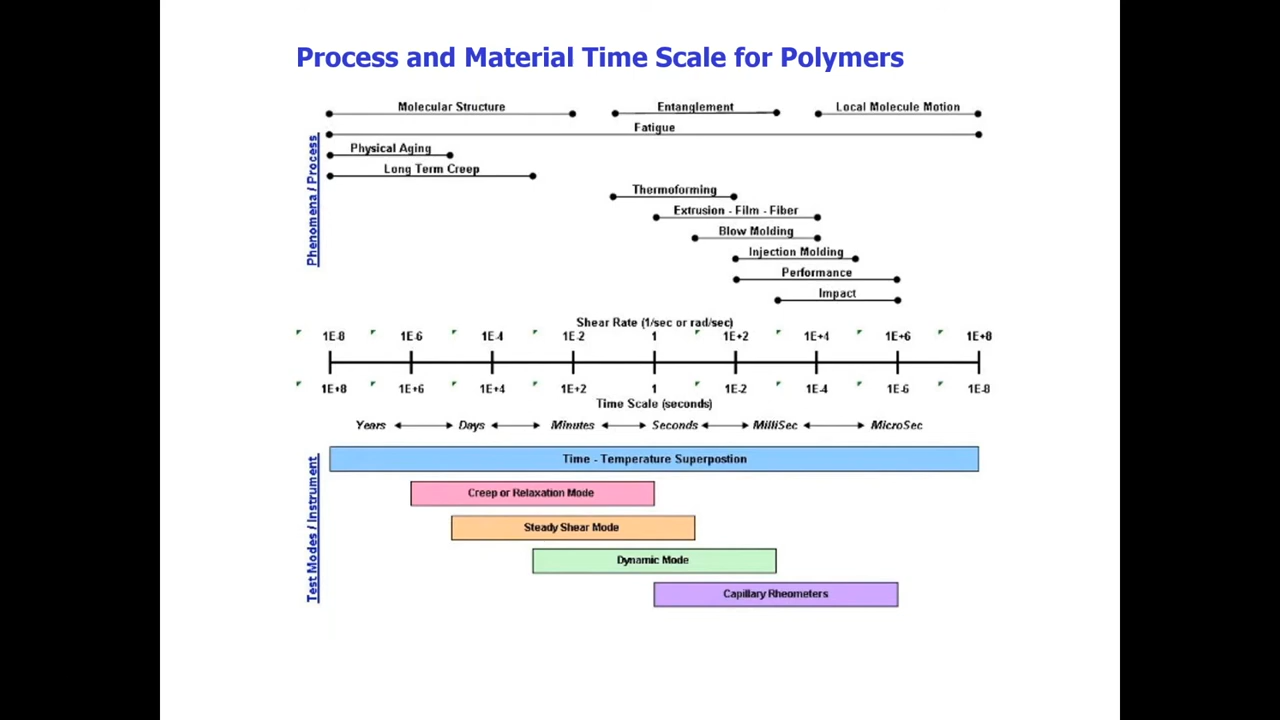 Process and Material Time Scale for Polymers
Molecular Structure
Entanglement
Local Molecule Motion
Fatigue
Physical Aging
Long Term Creep
Thermoforming
Extrusion - Film - Fiber
Blow Molding
Injection Molding
Performance
Impact
Phenomena / Process
Shear Rate (1/sec or rad/sec)
1E-8 1E-6 1E-4 1E-2 1 1E+2 1E+4 1E+6 1E+8
1E+8 1E+6 1E+4 1E+2 1 1E-2 1E-4 1E-6 1E-8
Time Scale (seconds)
Years Days Minutes Seconds MilliSec MicroSec
Time - Temperature Superpostion
Creep or Relaxation Mode
Steady Shear Mode
Dynamic Mode
Capillary Rheometers
Test Modes / Instrument